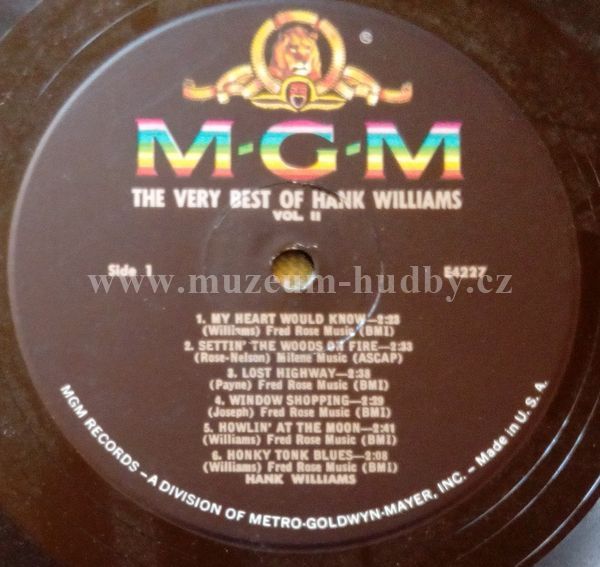 M-G-M
THE VERY BEST OF HANK WILLIAMS
VOL. II
Side 1
E4227
www.muzeum-hudby.cz
1. MY HEART WOULD KNOW—2:23
(Williams) Fred Rose Music (BMI)
2. SETTIN' THE WOODS ON FIRE—2:33
(Rose-Nelson) Milene Music (ASCAP)
3. LOST HIGHWAY—2:38
(Payne) Fred Rose Music (BMI)
4. WINDOW SHOPPING—2:29
(Joseph) Fred Rose Music (BMI)
5. HOWLIN' AT THE MOON—2:41
(Williams) Fred Rose Music (BMI)
6. HONKY TONK BLUES—2:08
(Williams) Fred Rose Music (BMI)
HANK WILLIAMS
MGM RECORDS – A DIVISION OF METRO-GOLDWYN-MAYER, INC. – Made in U. S. A.